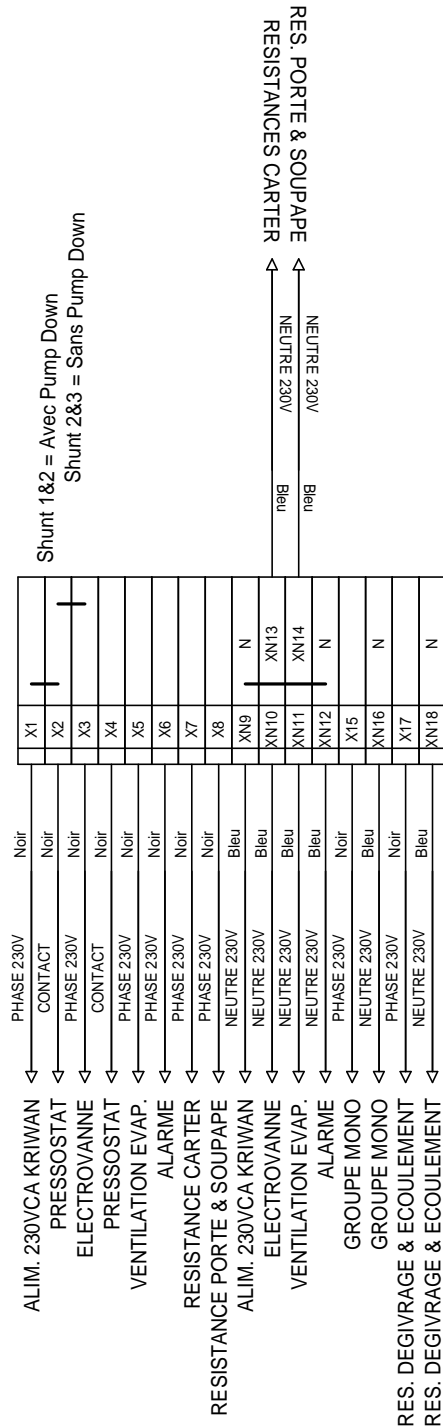 RES. PORTE & SOUPAPE
RESISTANCES CARTER
NEUTRE 230V
NEUTRE 230V
Bleu
Bleu
Shunt 1&2 = Avec Pump Down
Shunt 2&3 = Sans Pump Down
X1 Noir PHASE 230V ALIM. 230VCA KRIWAN
X2 Noir CONTACT PRESSOSTAT
X3 Noir PHASE 230V ELECTROVANNE
X4 Noir CONTACT PRESSOSTAT
X5 Noir PHASE 230V VENTILATION EVAP.
X6 Noir PHASE 230V ALARME
X7 Noir PHASE 230V RESISTANCE CARTER
X8 Noir PHASE 230V RESISTANCE PORTE & SOUPAPE
N XN9 Bleu NEUTRE 230V ALIM. 230VCA KRIWAN
XN13 XN10 Bleu NEUTRE 230V ELECTROVANNE
XN14 XN11 Bleu NEUTRE 230V VENTILATION EVAP.
N XN12 Bleu NEUTRE 230V ALARME
X15 Noir PHASE 230V GROUPE MONO
N XN16 Bleu NEUTRE 230V GROUPE MONO
X17 Noir PHASE 230V RES. DEGIVRAGE & ECOULEMENT
N XN18 Bleu NEUTRE 230V RES. DEGIVRAGE & ECOULEMENT